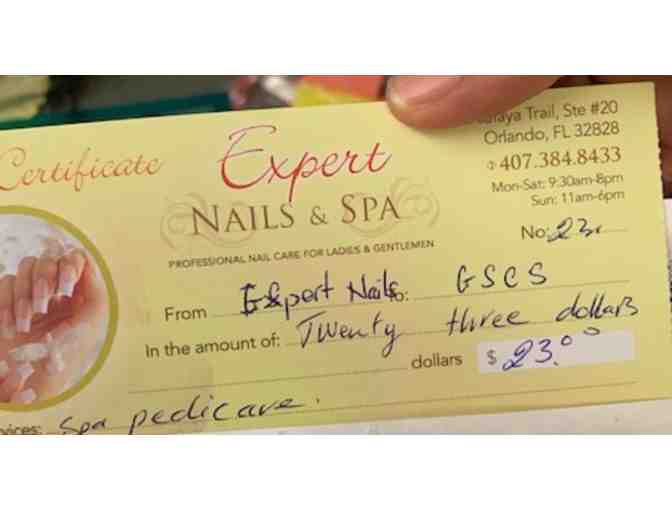 Certificate
Expert
NAILS & SPA
PROFESSIONAL NAIL CARE FOR LADIES & GENTLEMEN
Trail, Ste #20
Orlando, FL 32828
407.384.8433
Mon-Sat: 9:30am-8pm
Sun: 11am-6pm
No: 23
From Expert Nails To: GSCS
In the amount of: Twenty three dollars
dollars $ 23.00
Spa pedicare.